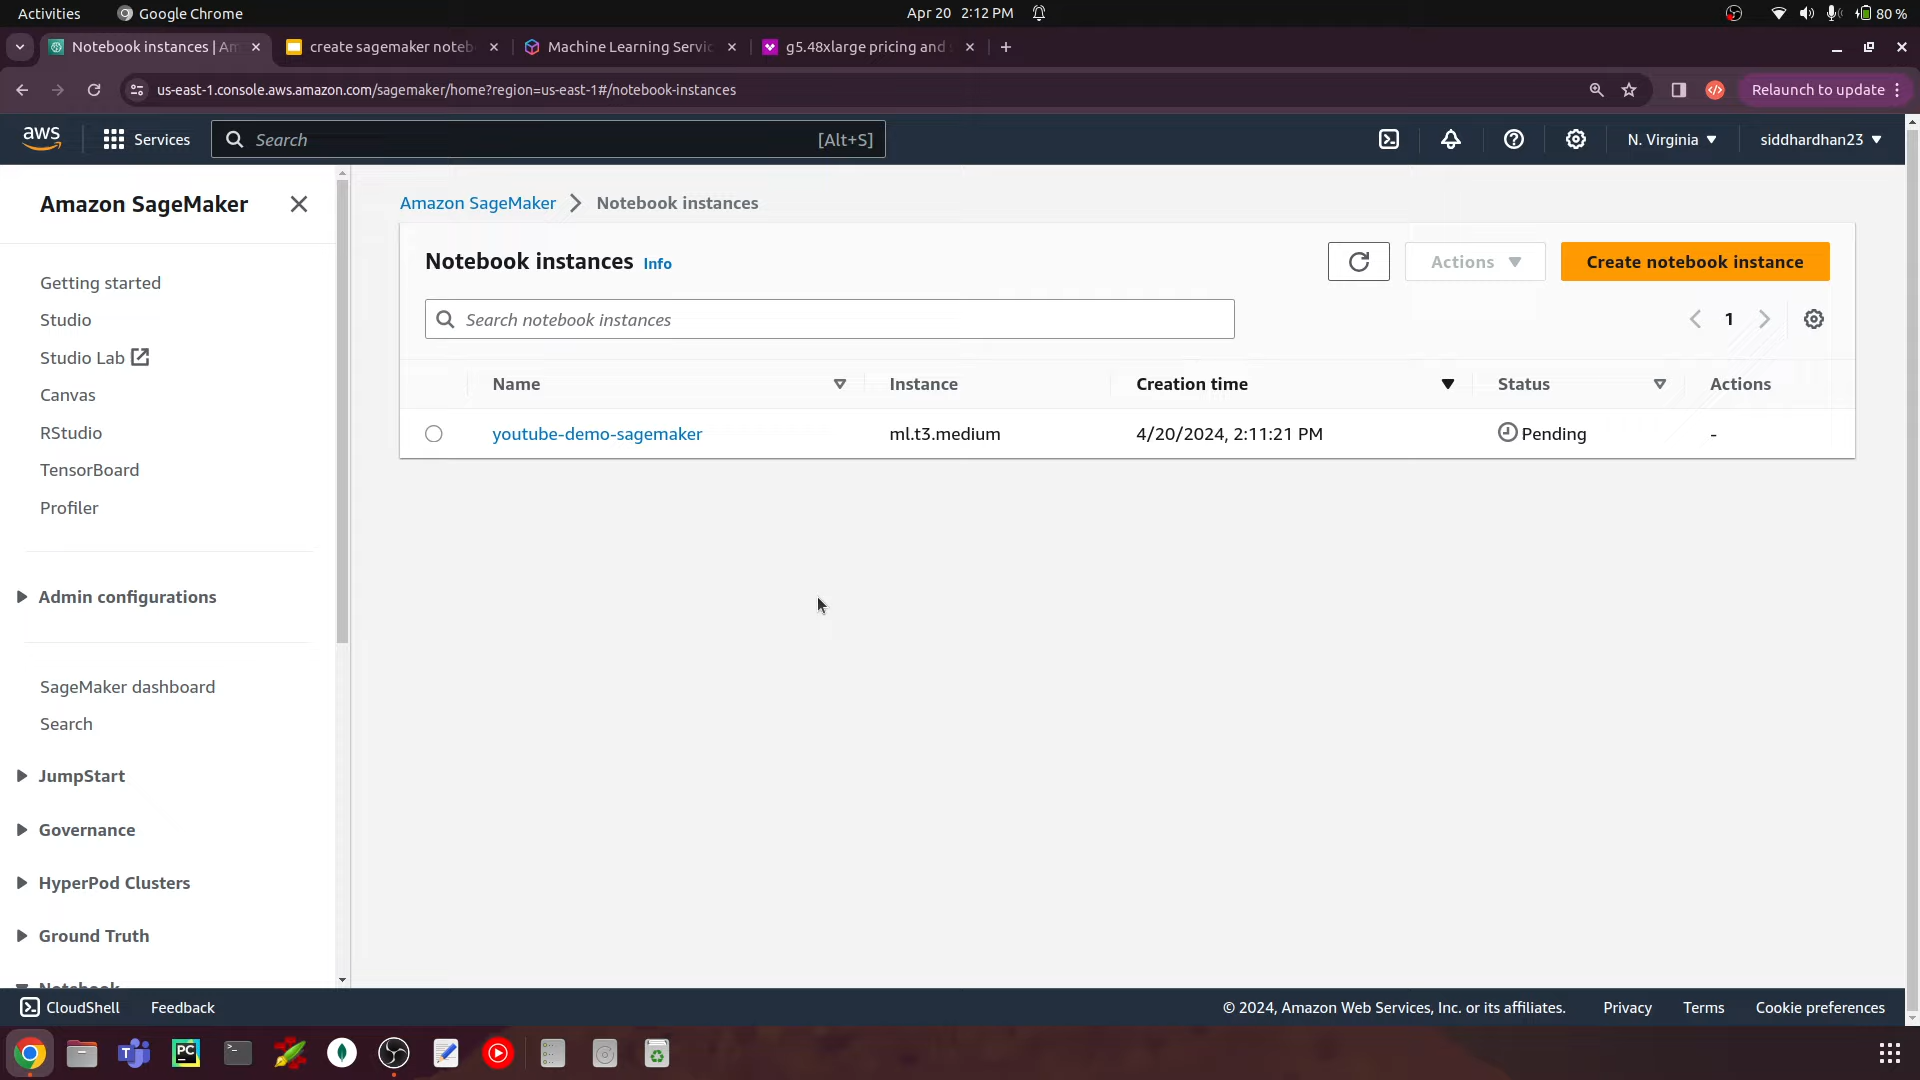 Activities
Google Chrome
Apr 20 2:12 PM
80 %
Notebook instances | Am
create sagemaker noteb
Machine Learning Servic
g5.48xlarge pricing and
us-east-1.console.aws.amazon.com/sagemaker/home?region=us-east-1#/notebook-instances
Relaunch to update
aws
Services
Search
[Alt+S]
N. Virginia
siddhardhan23
Amazon SageMaker
Getting started
Studio
Studio Lab
Canvas
RStudio
TensorBoard
Profiler
Admin configurations
SageMaker dashboard
Search
JumpStart
Governance
HyperPod Clusters
Ground Truth
Notebook
Amazon SageMaker
Notebook instances
Notebook instances Info
Actions
Create notebook instance
Search notebook instances
1
Name Instance Creation time Status Actions
youtube-demo-sagemaker ml.t3.medium 4/20/2024, 2:11:21 PM Pending -
CloudShell
Feedback
© 2024, Amazon Web Services, Inc. or its affiliates.
Privacy
Terms
Cookie preferences
PC